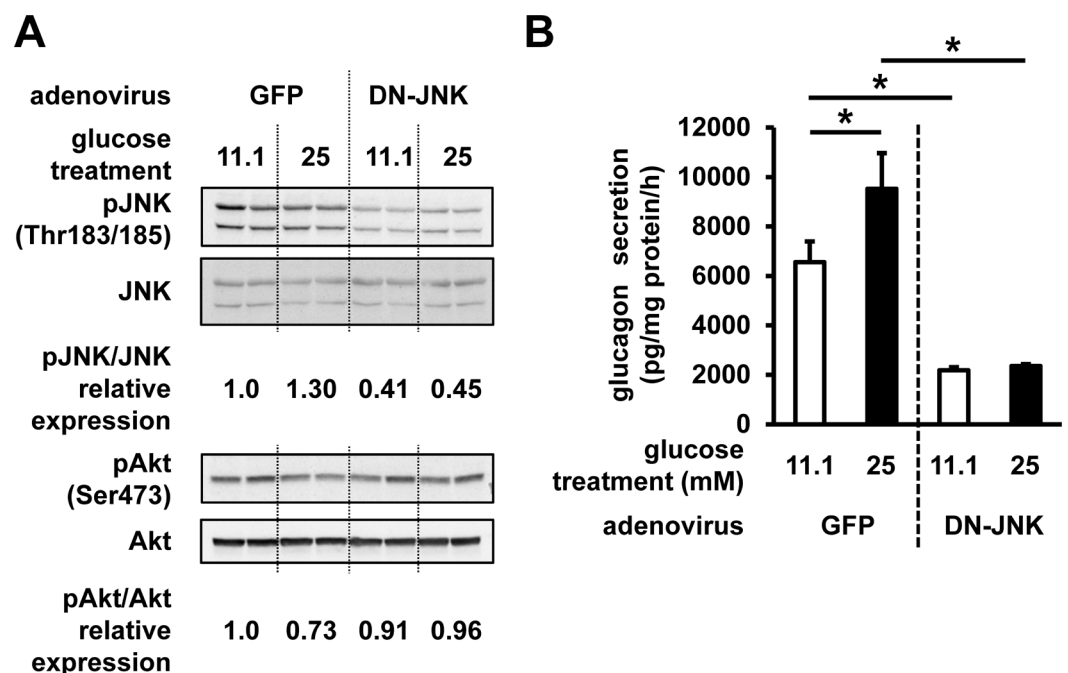 A
adenovirus GFP DN-JNK
glucose
treatment 11.1 25 11.1 25
pJNK
(Thr183/185)
JNK
pJNK/JNK
relative
expression 1.0 1.30 0.41 0.45
pAkt
(Ser473)
Akt
pAkt/Akt
relative
expression 1.0 0.73 0.91 0.96
B
*
*
*
glucagon secretion
(pg/mg protein/h)
12000
10000
8000
6000
4000
2000
0
glucose
treatment (mM) 11.1 25 11.1 25
adenovirus GFP DN-JNK